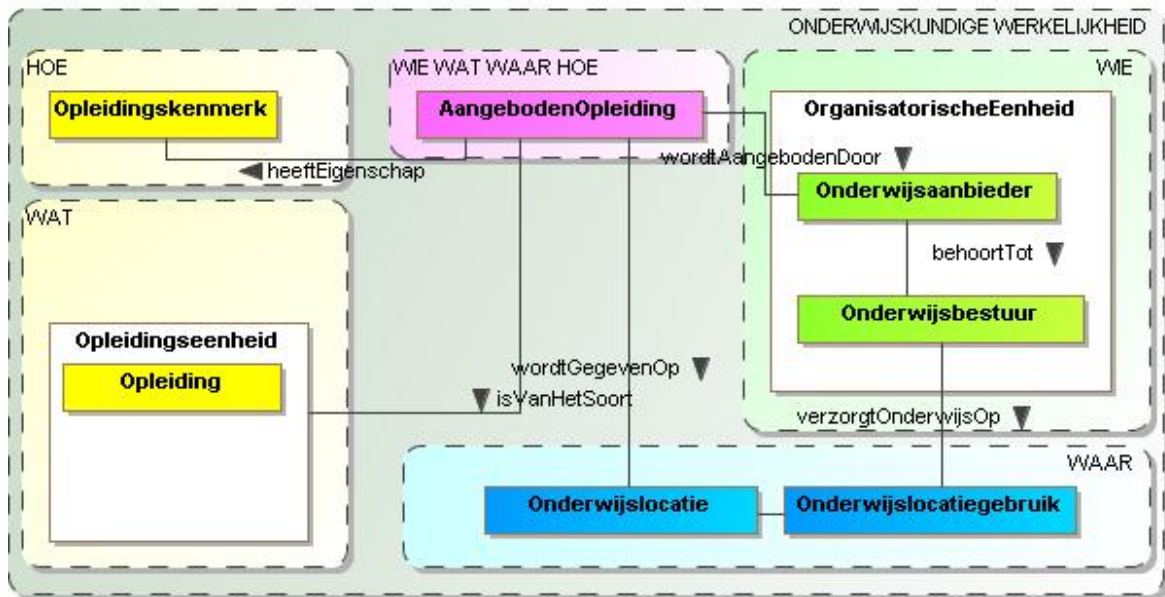 ONDERWIJSKUNDIGE WERKELIJKHEID
HOE
Opleidingskenmerk
WIE WAT WAAR HOE
AangebodenOpleiding
WIE
OrganisatorischeEenheid
wordtAangebodenDoor
heeftEigenschap
Onderwijsaanbieder
WAT
behoortTot
Onderwijsbestuur
Opleidingseenheid
Opleiding
wordtGegevenOp
isVanHetSoort
verzorgtOnderwijsOp
WAAR
Onderwijslocatie
Onderwijslocatiegebruik